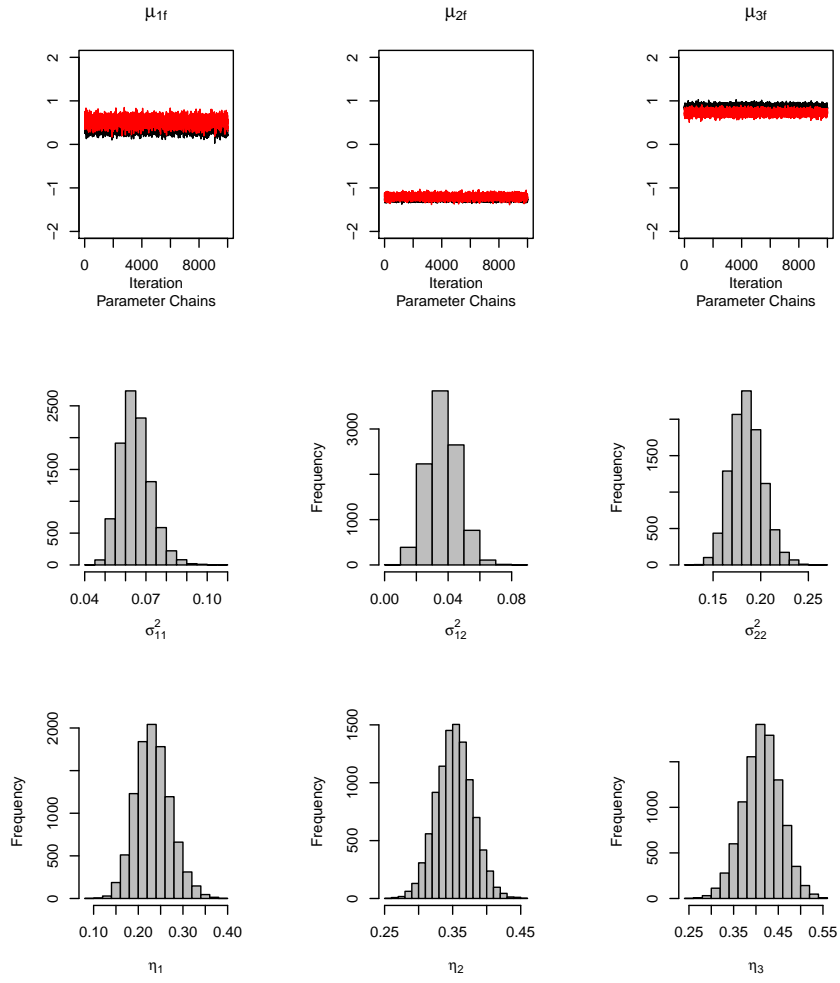 μ1f μ2f μ3f
2 2 2
1 1 1
0 0 0
−1 −1 −1
−2 −2 −2
0 4000 8000 0 4000 8000 0 4000 8000
Iteration Iteration Iteration
Parameter Chains Parameter Chains Parameter Chains
0 500 1500 2500
0.04 0.07 0.10
σ²11
Frequency
0 1000 3000
0.00 0.04 0.08
σ²12
Frequency
0 500 1500
0.15 0.20 0.25
σ²22
Frequency
0 500 1000 2000
0.10 0.20 0.30 0.40
η1
Frequency
0 500 1000 1500
0.25 0.35 0.45
η2
Frequency
0 500 1000
0.25 0.35 0.45 0.55
η3